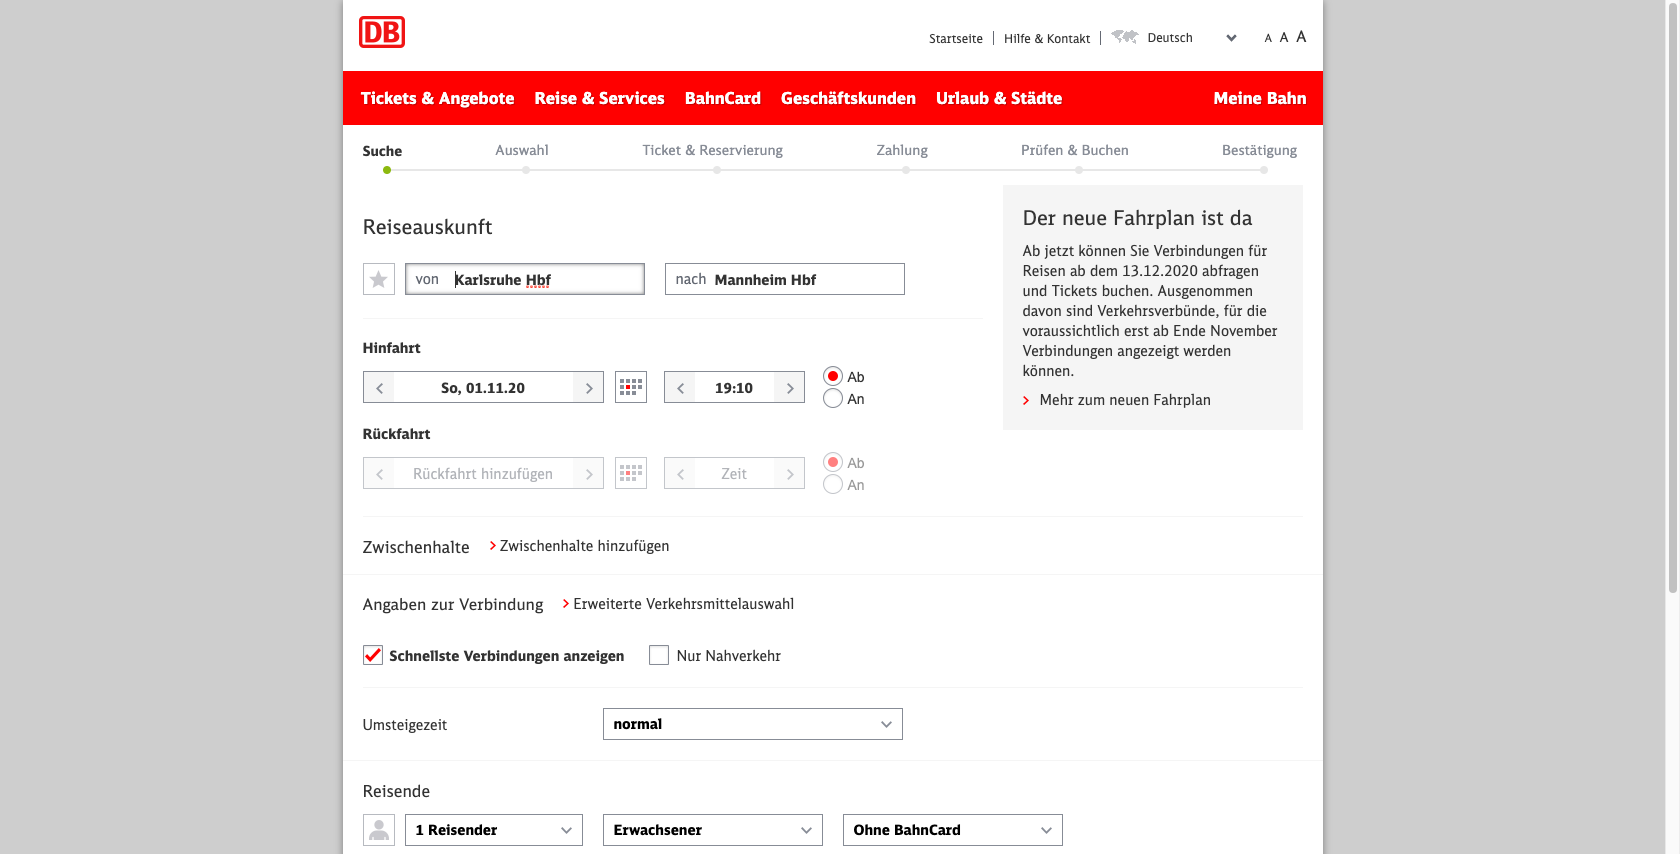 DB
Startseite
Hilfe & Kontakt
Deutsch
A A A
Tickets & Angebote
Reise & Services
BahnCard
Geschäftskunden
Urlaub & Städte
Meine Bahn
Suche
Auswahl
Ticket & Reservierung
Zahlung
Prüfen & Buchen
Bestätigung
Reiseauskunft
von Karlsruhe Hbf
nach Mannheim Hbf
Hinfahrt
So, 01.11.20
19:10
Ab
An
Rückfahrt
Rückfahrt hinzufügen
Zeit
Ab
An
Der neue Fahrplan ist da
Ab jetzt können Sie Verbindungen für
Reisen ab dem 13.12.2020 abfragen
und Tickets buchen. Ausgenommen
davon sind Verkehrsverbünde, für die
voraussichtlich erst ab Ende November
Verbindungen angezeigt werden
können.
Mehr zum neuen Fahrplan
Zwischenhalte
Zwischenhalte hinzufügen
Angaben zur Verbindung
Erweiterte Verkehrsmittelauswahl
Schnellste Verbindungen anzeigen
Nur Nahverkehr
Umsteigezeit
normal
Reisende
1 Reisender
Erwachsener
Ohne BahnCard